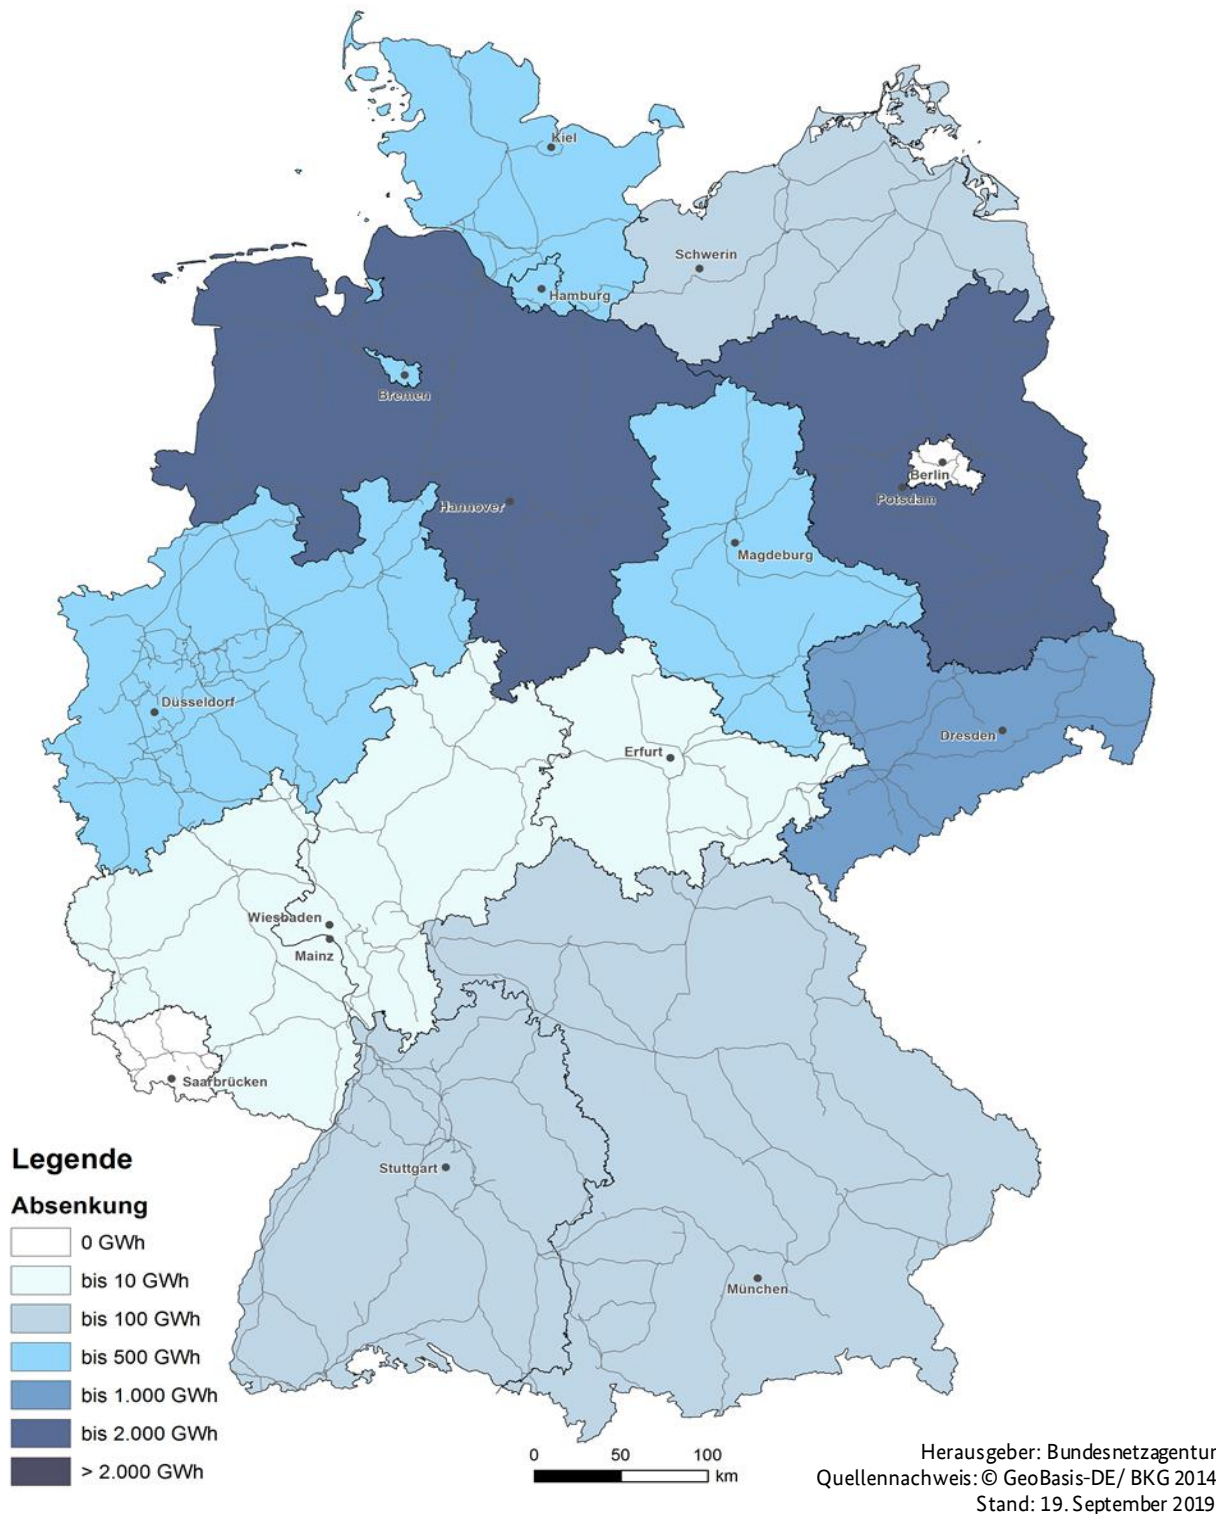 Kiel
Schwerin
Hamburg
Bremen
Berlin
Potsdam
Hannover
Magdeburg
Düsseldorf
Dresden
Erfurt
Wiesbaden
Mainz
Saarbrücken
Stuttgart
München
Legende
Absenkung
0 GWh
bis 10 GWh
bis 100 GWh
bis 500 GWh
bis 1.000 GWh
bis 2.000 GWh
> 2.000 GWh
0 50 100
km
Herausgeber: Bundesnetzagentur
Quellennachweis: © GeoBasis-DE/ BKG 2014
Stand: 19. September 2019